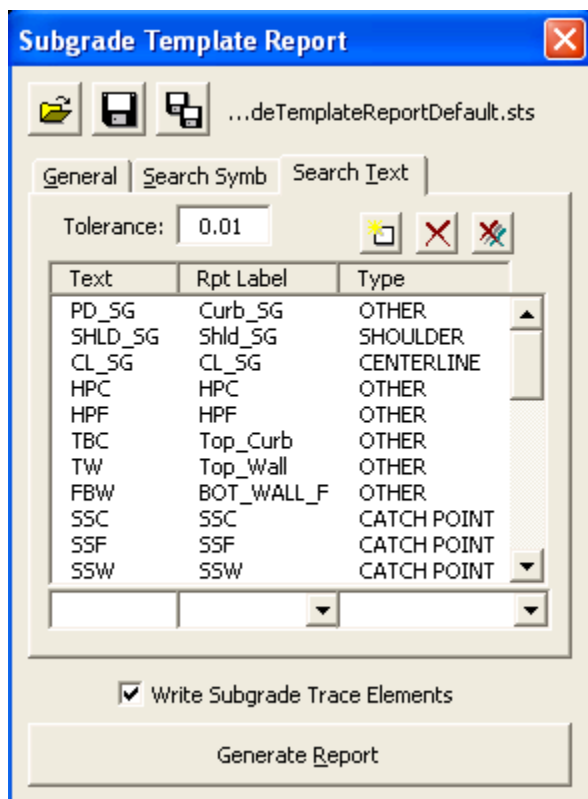 Subgrade Template Report
...deTemplateReportDefault.sts
General Search Symb Search Text
Tolerance: 0.01
Text Rpt Label Type
PD_SG Curb_SG OTHER
SHLD_SG Shld_SG SHOULDER
CL_SG CL_SG CENTERLINE
HPC HPC OTHER
HPF HPF OTHER
TBC Top_Curb OTHER
TW Top_Wall OTHER
FBW BOT_WALL_F OTHER
SSC SSC CATCH POINT
SSF SSF CATCH POINT
SSW SSW CATCH POINT
Write Subgrade Trace Elements
Generate Report